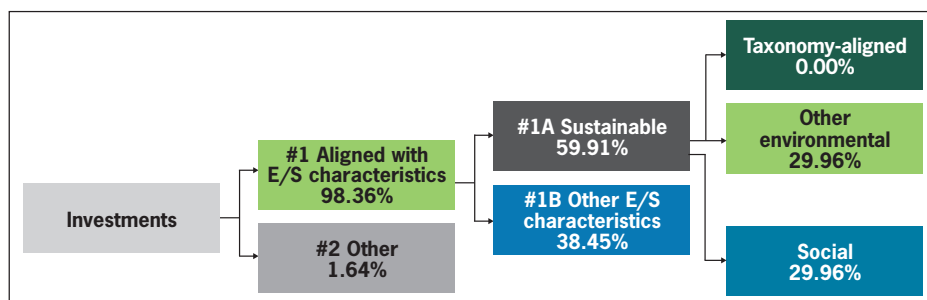 Investments
#1 Aligned with
E/S characteristics
98.36%
#2 Other
1.64%
#1A Sustainable
59.91%
#1B Other E/S
characteristics
38.45%
Taxonomy-aligned
0.00%
Other
environmental
29.96%
Social
29.96%